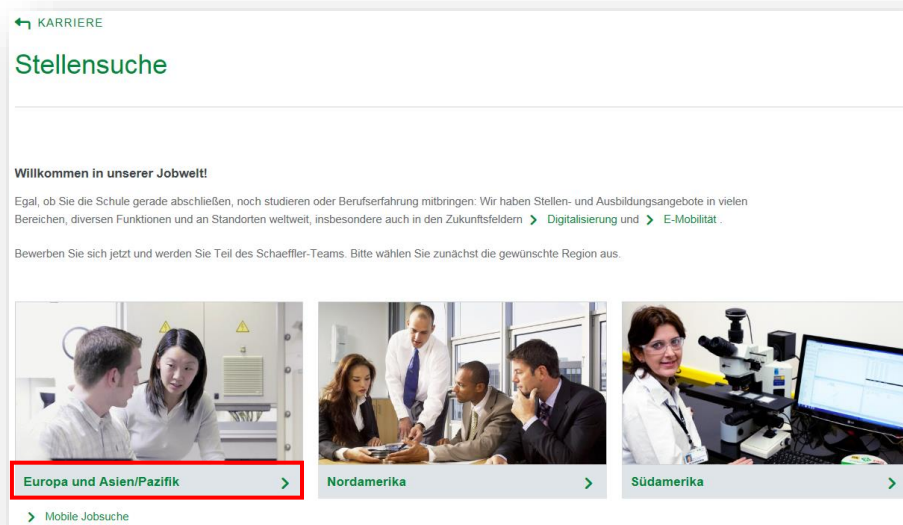 KARRIERE
Stellensuche
Willkommen in unserer Jobwelt!
Egal, ob Sie die Schule gerade abschließen, noch studieren oder Berufserfahrung mitbringen: Wir haben Stellen- und Ausbildungsangebote in vielen
Bereichen, diversen Funktionen und an Standorten weltweit, insbesondere auch in den Zukunftsfeldern > Digitalisierung und > E-Mobilität .
Bewerben Sie sich jetzt und werden Sie Teil des Schaeffler-Teams. Bitte wählen Sie zunächst die gewünschte Region aus.
Europa und Asien/Pazifik >
Nordamerika >
Südamerika >
> Mobile Jobsuche